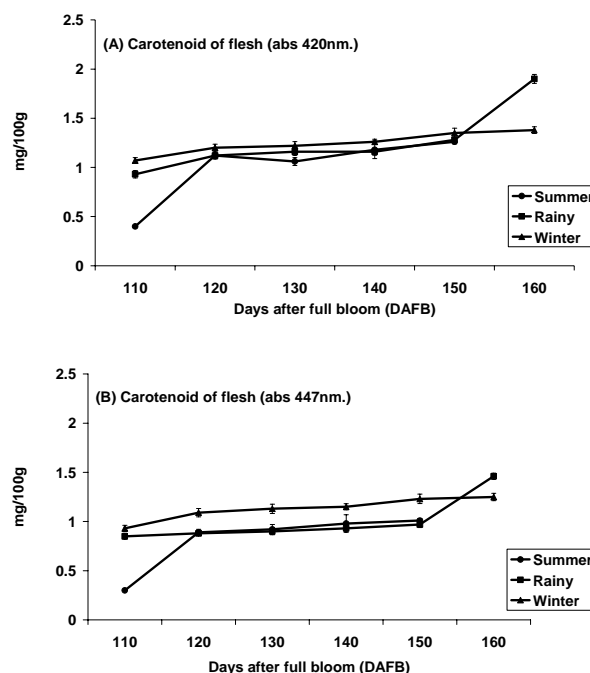 2.5
(A) Carotenoid of flesh (abs 420nm.)
2
1.5
1
0.5
0
mg/100g
Summer
Rainy
Winter
110 120 130 140 150 160
Days after full bloom (DAFB)
2.5
(B) Carotenoid of flesh (abs 447nm.)
2
1.5
1
0.5
0
mg/100g
Summer
Rainy
Winter
110 120 130 140 150 160
Days after full bloom (DAFB)